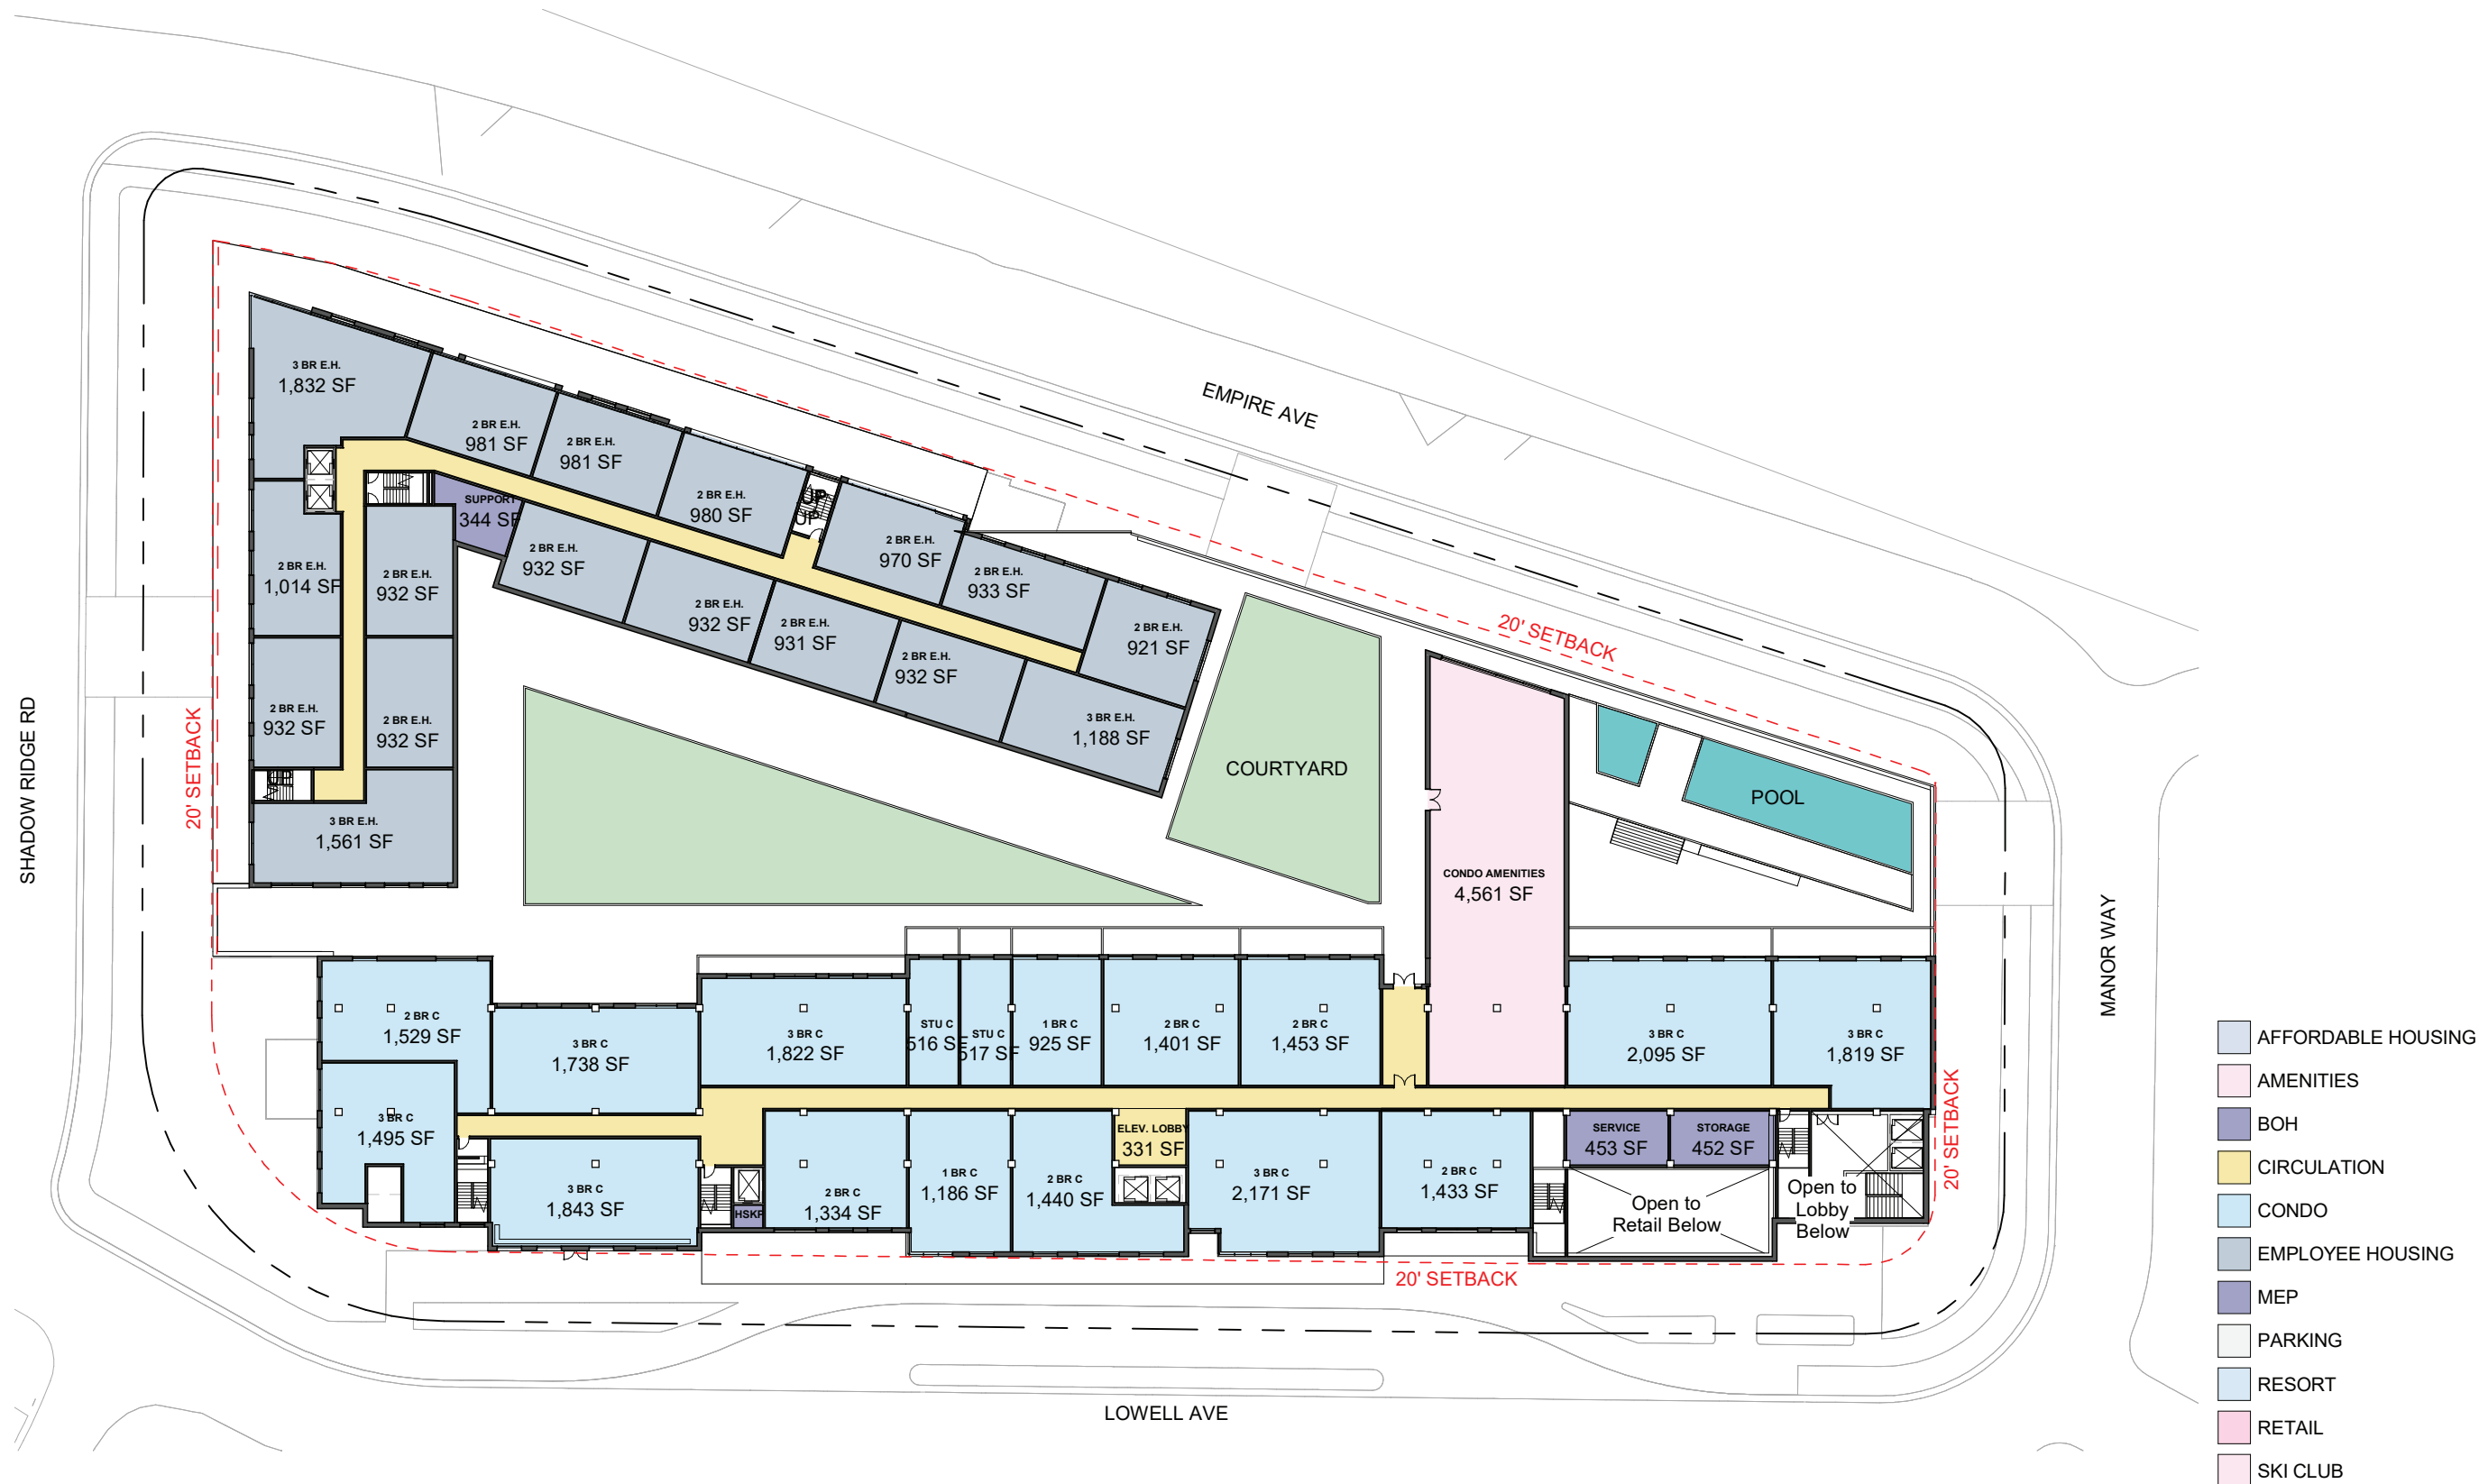 EMPIRE AVE
3 BR E.H.
1,832 SF
2 BR E.H.
981 SF
2 BR E.H.
981 SF
2 BR E.H.
980 SF
UP
UP
SUPPORT
344 SF
2 BR E.H.
970 SF
2 BR E.H.
933 SF
2 BR E.H.
921 SF
2 BR E.H.
932 SF
2 BR E.H.
932 SF
2 BR E.H.
931 SF
2 BR E.H.
932 SF
3 BR E.H.
1,188 SF
2 BR E.H.
1,014 SF
2 BR E.H.
932 SF
2 BR E.H.
932 SF
2 BR E.H.
932 SF
3 BR E.H.
1,561 SF
SHADOW RIDGE RD
20' SETBACK
20' SETBACK
COURTYARD
POOL
CONDO AMENITIES
4,561 SF
MANOR WAY
2 BR C
1,529 SF
3 BR C
1,738 SF
3 BR C
1,822 SF
STU C
516 SF
STU C
517 SF
1 BR C
925 SF
2 BR C
1,401 SF
2 BR C
1,453 SF
3 BR C
2,095 SF
3 BR C
1,819 SF
3 BR C
1,495 SF
3 BR C
1,843 SF
HSKP
2 BR C
1,334 SF
1 BR C
1,186 SF
2 BR C
1,440 SF
ELEV. LOBBY
331 SF
3 BR C
2,171 SF
2 BR C
1,433 SF
SERVICE
453 SF
STORAGE
452 SF
Open to
Retail Below
Open to
Lobby
Below
20' SETBACK
20' SETBACK
LOWELL AVE
AFFORDABLE HOUSING
AMENITIES
BOH
CIRCULATION
CONDO
EMPLOYEE HOUSING
MEP
PARKING
RESORT
RETAIL
SKI CLUB